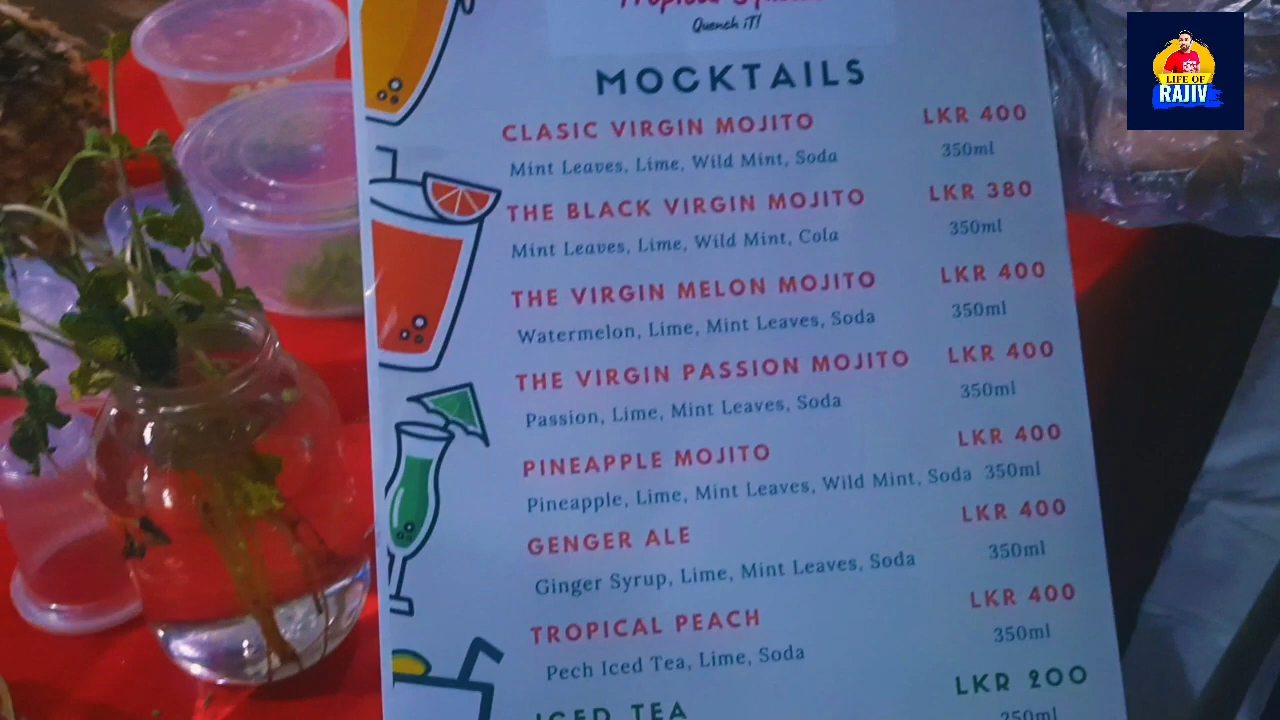 Quench iT!
MOCKTAILS
CLASIC VIRGIN MOJITO LKR 400
Mint Leaves, Lime, Wild Mint, Soda 350ml
THE BLACK VIRGIN MOJITO LKR 380
Mint Leaves, Lime, Wild Mint, Cola 350ml
THE VIRGIN MELON MOJITO LKR 400
Watermelon, Lime, Mint Leaves, Soda 350ml
THE VIRGIN PASSION MOJITO LKR 400
Passion, Lime, Mint Leaves, Soda 350ml
PINEAPPLE MOJITO LKR 400
Pineapple, Lime, Mint Leaves, Wild Mint, Soda 350ml
GENGER ALE LKR 400
Ginger Syrup, Lime, Mint Leaves, Soda 350ml
TROPICAL PEACH LKR 400
Pech Iced Tea, Lime, Soda 350ml
ICED TEA LKR 200
250ml
LIFE OF
RAJIV